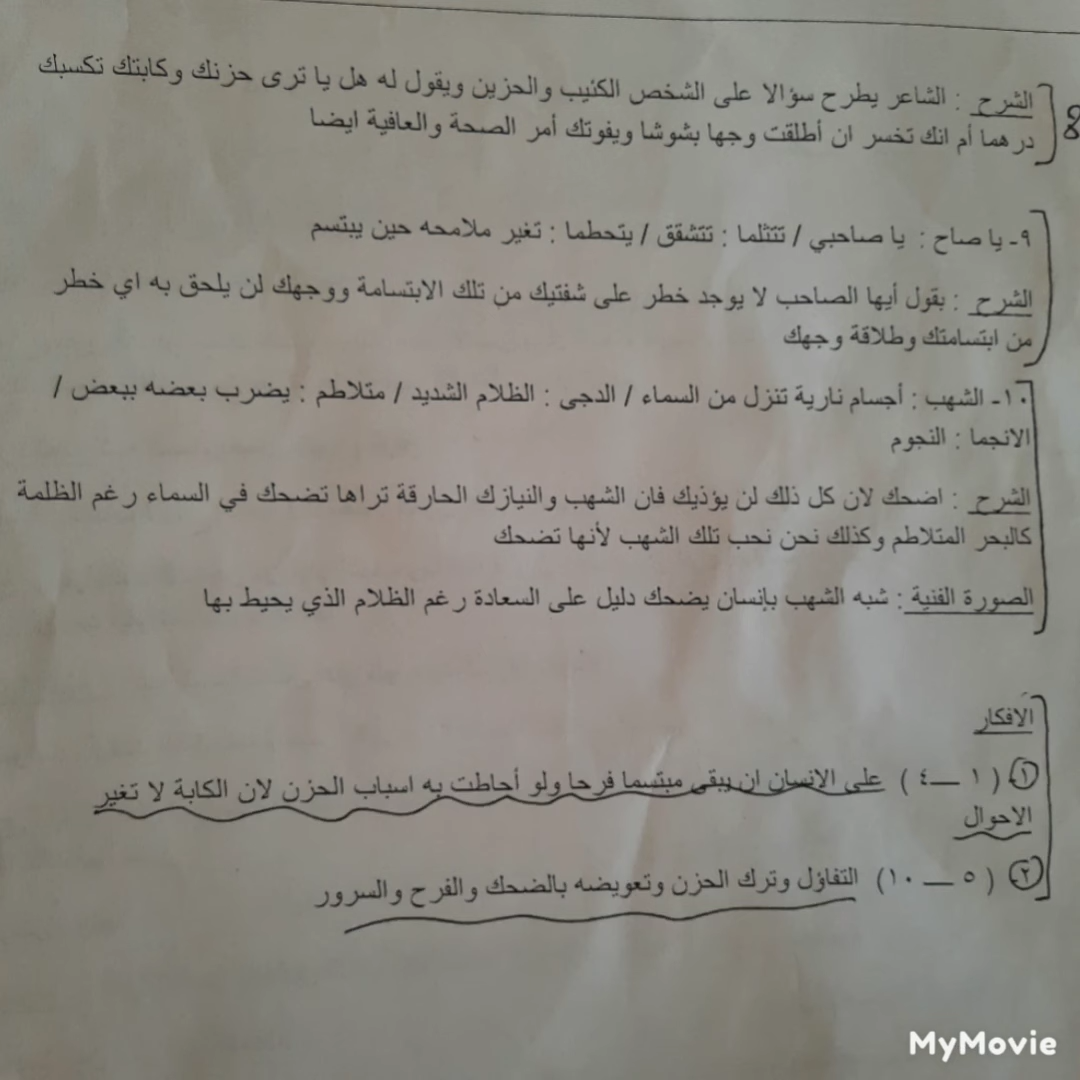 8
الشرح : الشاعر يطرح سؤالا على الشخص الكئيب والحزين ويقول له هل يا ترى حزنك وكابتك تكسبك
درهما أم انك تخسر ان أطلقت وجها بشوشا ويفوتك أمر الصحة والعافية ايضا
٩- يا صاح : يا صاحبي / تتثلما : تتشقق / يتحطما : تغير ملامحه حين يبتسم
الشرح : يقول أيها الصاحب لا يوجد خطر على شفتيك من تلك الابتسامة ووجهك لن يلحق به اي خطر
من ابتسامتك وطلاقة وجهك
١٠- الشهب : أجسام نارية تنزل من السماء / الدجى : الظلام الشديد / متلاطم : يضرب بعضه ببعض /
الانجما : النجوم
الشرح : اضحك لان كل ذلك لن يؤذيك فان الشهب والنيازك الحارقة تراها تضحك في السماء رغم الظلمة
كالبحر المتلاطم وكذلك نحن نحب تلك الشهب لأنها تضحك
الصورة الفنية : شبه الشهب بإنسان يضحك دليل على السعادة رغم الظلام الذي يحيط بها
الافكار
١- ( ١ — ٤ ) على الانسان ان يبقى مبتسما فرحا ولو أحاطت به اسباب الحزن لان الكابة لا تغير
الاحوال
٢- ( ٥ — ١٠ ) التفاؤل وترك الحزن وتعويضه بالضحك والفرح والسرور
MyMovie